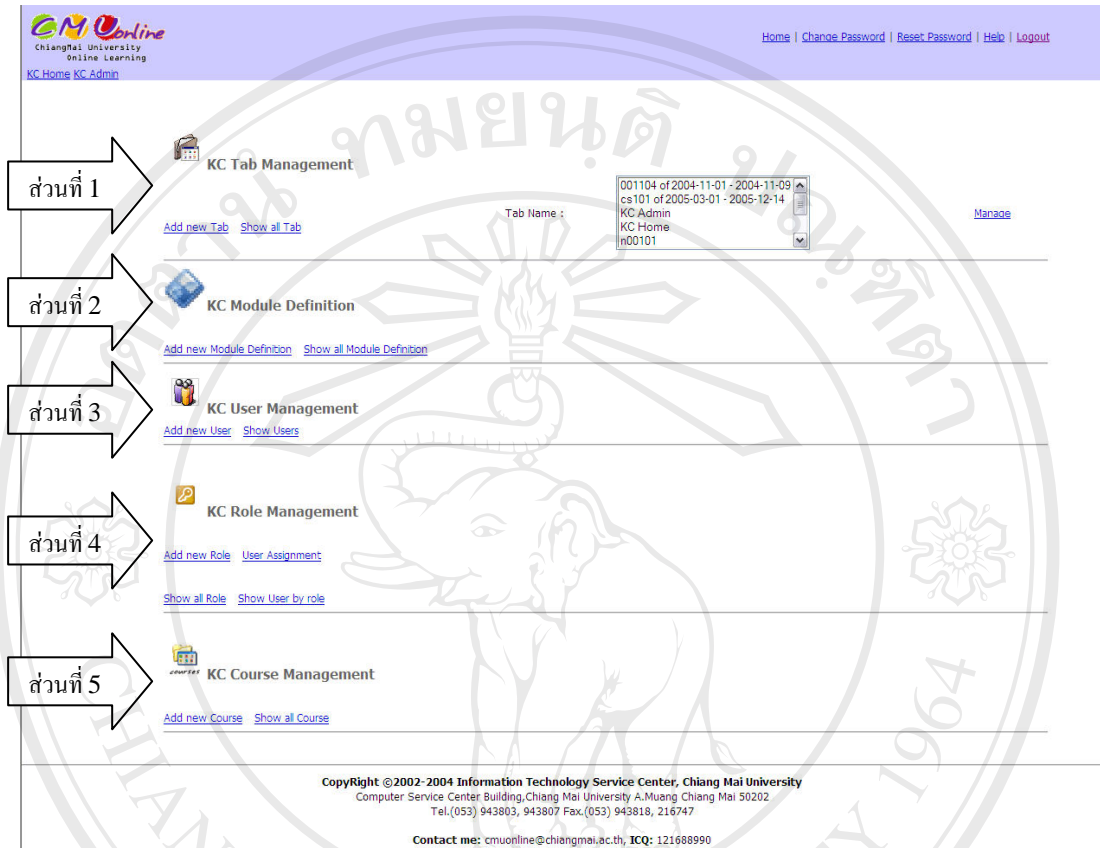 CMU online
ChiangMai University
Online Learning
KC Home KC Admin
Home | Change Password | Reset Password | Help | Logout
ส่วนที่ 1
KC Tab Management
Add new Tab Show all Tab
Tab Name :
001104 of 2004-11-01 - 2004-11-09
cs101 of 2005-03-01 - 2005-12-14
KC Admin
KC Home
n00101
Manage
ส่วนที่ 2
KC Module Definition
Add new Module Definition Show all Module Definition
ส่วนที่ 3
KC User Management
Add new User Show Users
ส่วนที่ 4
KC Role Management
Add new Role User Assignment
Show all Role Show User by role
ส่วนที่ 5
courses
KC Course Management
Add new Course Show all Course
CopyRight ©2002-2004 Information Technology Service Center, Chiang Mai University
Computer Service Center Building,Chiang Mai University A.Muang Chiang Mai 50202
Tel.(053) 943803, 943807 Fax.(053) 943818, 216747
Contact me: cmuonline@chiangmai.ac.th, ICQ: 121688990